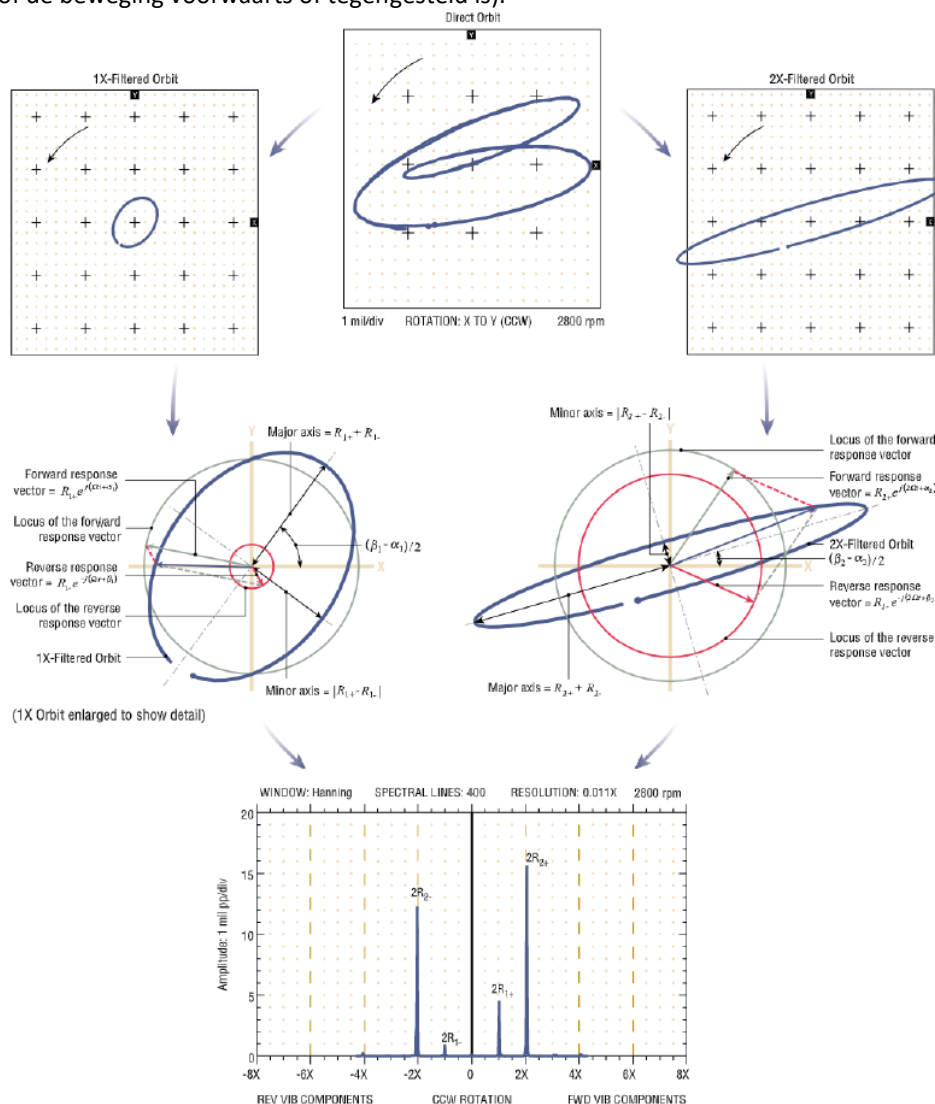 of de beweging voorwaarts of tegengesteld is).
Direct Orbit
Y
X
1 mil/div ROTATION: X TO Y (CCW) 2800 rpm
1X-Filtered Orbit
Y
X
2X-Filtered Orbit
Y
X
Major axis = R1+ + R1-
Forward response
vector = R1+ e^j(Ωt+α1)
Locus of the forward
response vector
(β1 - α1)/2
Reverse response
vector = R1- e^-j(Ωt+β1)
Locus of the reverse
response vector
1X-Filtered Orbit
Minor axis = |R1+ - R1-|
Y
X
(1X Orbit enlarged to show detail)
Minor axis = |R2+ - R2-|
Y
X
Locus of the forward
response vector
Forward response
vector = R2+ e^j(2Ωt+α2)
2X-Filtered Orbit
(β2 - α2)/2
Reverse response
vector = R2- e^-j(2Ωt+β2
Locus of the reverse
response vector
Major axis = R2+ + R2-
WINDOW: Hanning SPECTRAL LINES: 400 RESOLUTION: 0.011X 2800 rpm
Amplitude: 1 mil pp/div
20
15
10
5
0
2R2-
2R1-
2R1+
2R2+
-8X -6X -4X -2X 0 2X 4X 6X 8X
REV VIB COMPONENTS CCW ROTATION FWD VIB COMPONENTS